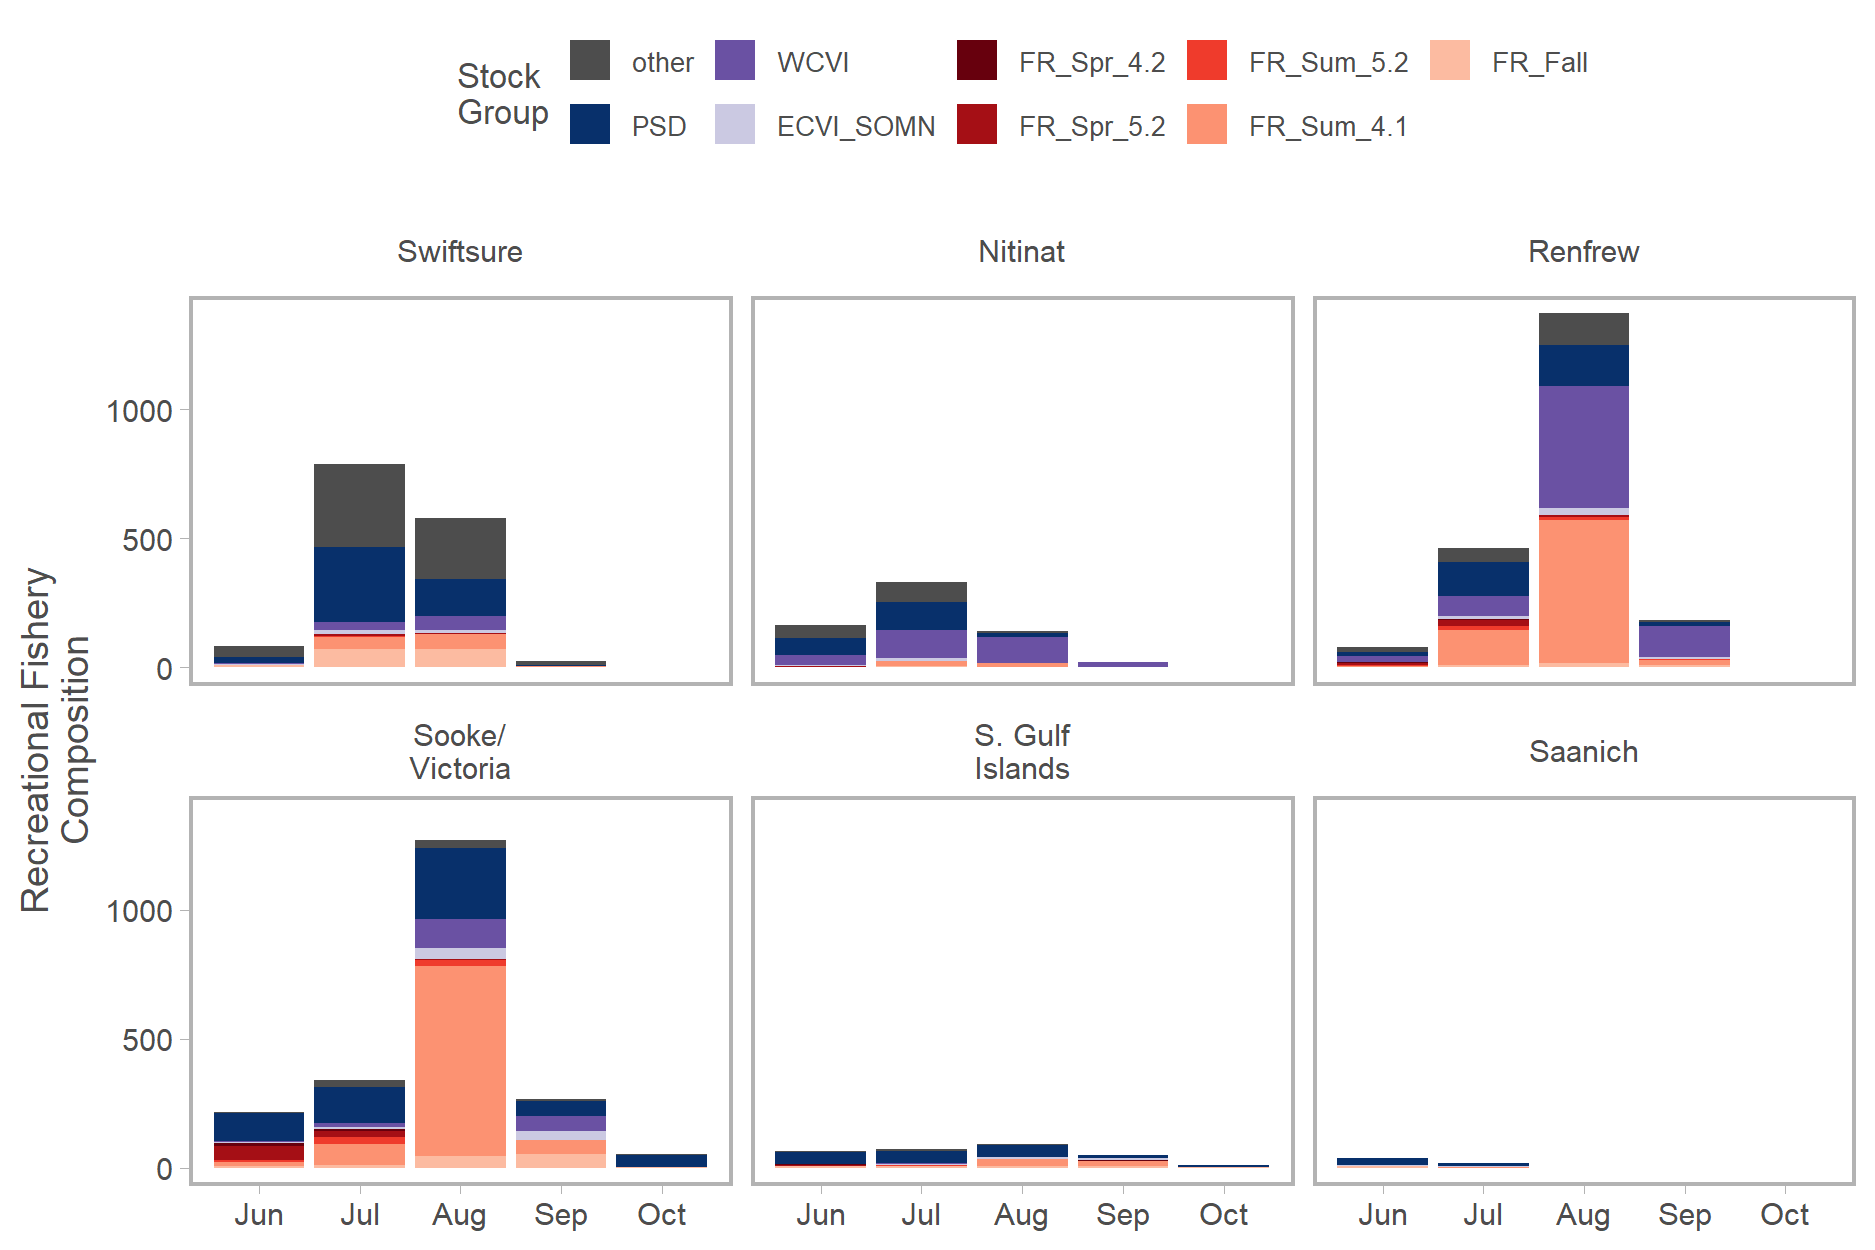 Stock
Group
other
WCVI
FR_Spr_4.2
FR_Sum_5.2
FR_Fall
PSD
ECVI_SOMN
FR_Spr_5.2
FR_Sum_4.1
Swiftsure
Nitinat
Renfrew
1000
500
0
Recreational Fishery
Composition
Sooke/
Victoria
S. Gulf
Islands
Saanich
1000
500
0
Jun Jul Aug Sep Oct
Jun Jul Aug Sep Oct
Jun Jul Aug Sep Oct